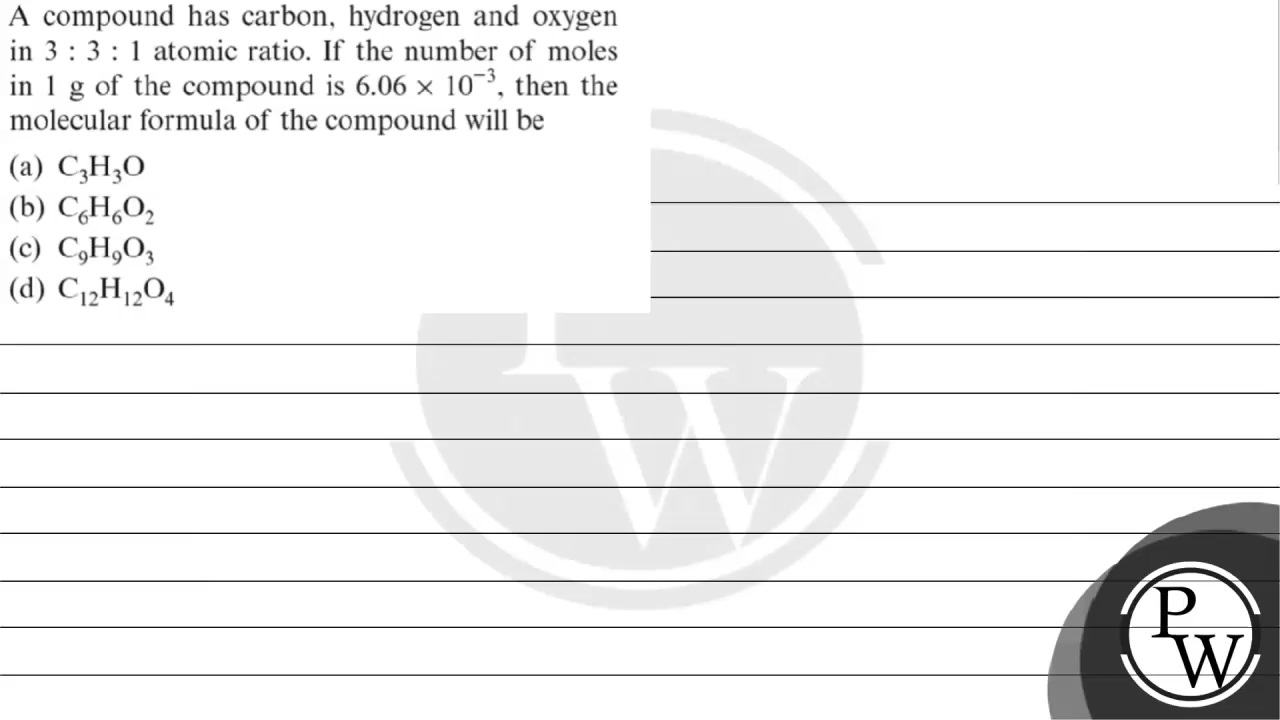 A compound has carbon, hydrogen and oxygen
in 3 : 3 : 1 atomic ratio. If the number of moles
in 1 g of the compound is 6.06 × 10⁻³, then the
molecular formula of the compound will be
(a) C₃H₃O
(b) C₆H₆O₂
(c) C₉H₉O₃
(d) C₁₂H₁₂O₄
W
P
W